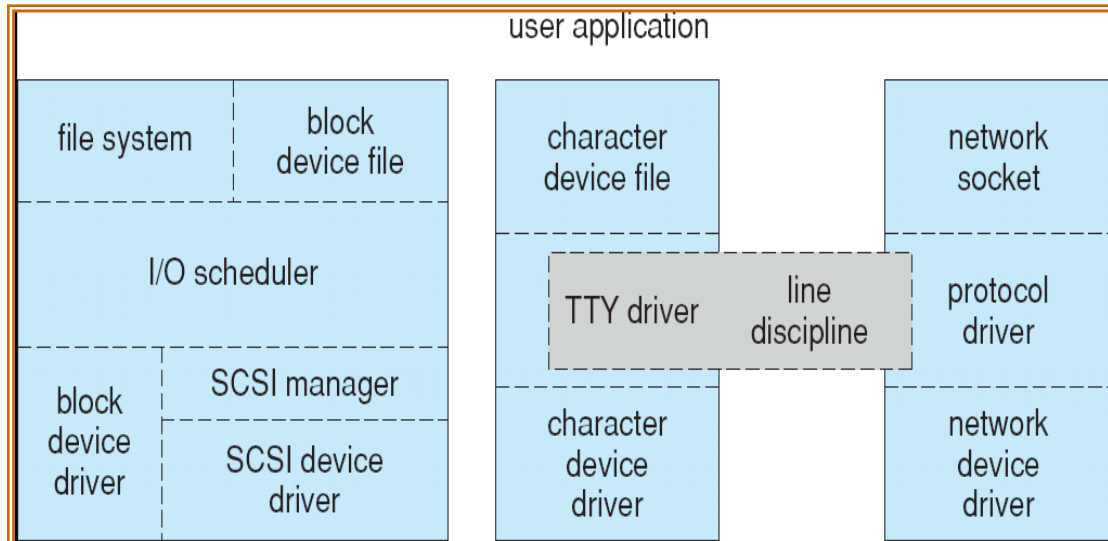 user application
file system
block
device file
I/O scheduler
block
device
driver
SCSI manager
SCSI device
driver
character
device file
TTY driver
line
discipline
character
device
driver
network
socket
protocol
driver
network
device
driver